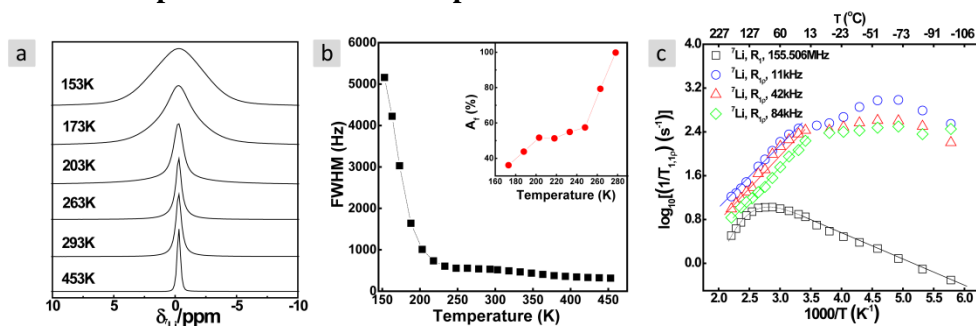 a
153K
173K
203K
263K
293K
453K
10 5 0 -5 -10
δ7Li/ppm
b
FWHM (Hz)
6000
5000
4000
3000
2000
1000
0
150 200 250 300 350 400 450
Temperature (K)
Af (%)
100
80
60
40
180 200 220 240 260 280
Temperature (K)
c
T (°C)
227 127 60 13 -23 -51 -73 -91 -106
log10[(1/T1,1ρ) (s-1)]
4.0
3.2
2.4
1.6
0.8
0.0
7Li, R1, 155.506MHz
7Li, R1ρ, 11kHz
7Li, R1ρ, 42kHz
7Li, R1ρ, 84kHz
2.0 2.5 3.0 3.5 4.0 4.5 5.0 5.5 6.0
1000/T (K-1)